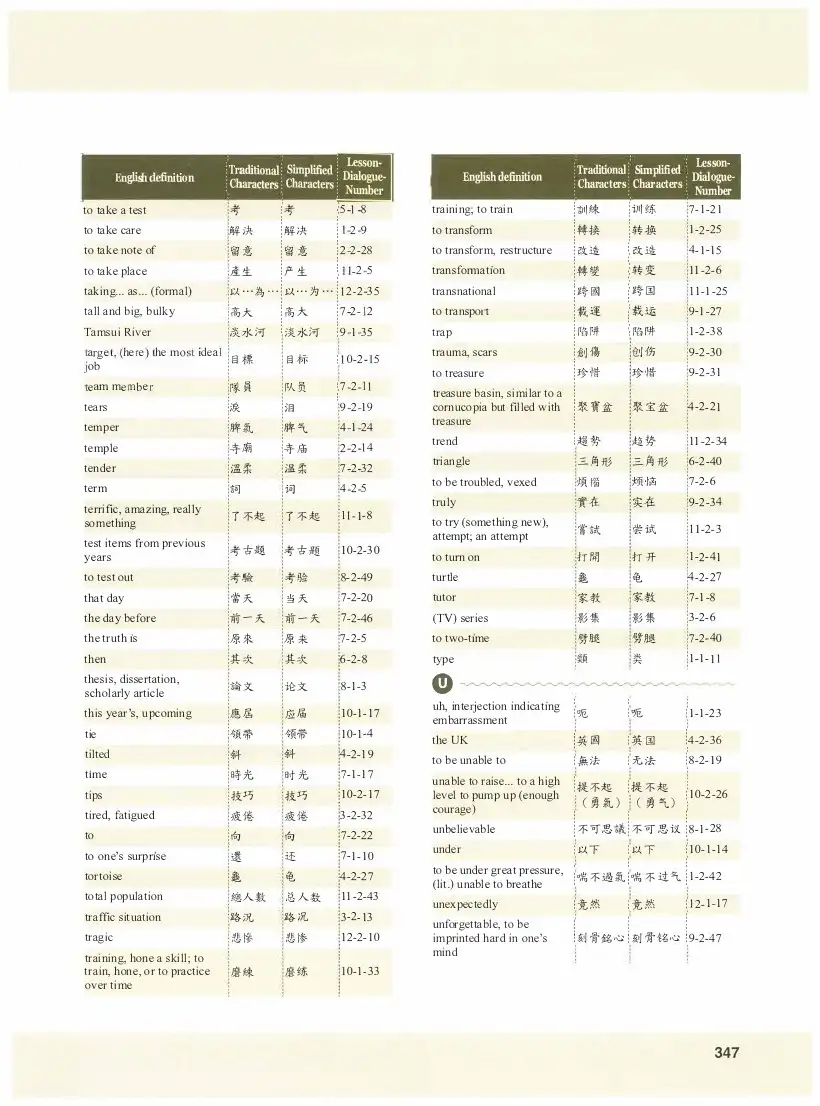 English definition Traditional Characters Simplified Characters Lesson-Dialogue-Number
to take a test 考 考 5-1-8
to take care 解決 解决 1-2-9
to take note of 留意 留意 2-2-28
to take place 產生 产生 11-2-5
taking... as... (formal) 以…為… 以…为… 12-2-35
tall and big, bulky 高大 高大 7-2-12
Tamsui River 淡水河 淡水河 9-1-35
target, (here) the most ideal
job 目標 目标 10-2-15
team member 隊員 队员 7-2-11
tears 淚 泪 9-2-19
temper 脾氣 脾气 4-1-24
temple 寺廟 寺庙 2-2-14
tender 溫柔 温柔 7-2-32
term 詞 词 4-2-5
terrific, amazing, really
something 了不起 了不起 11-1-8
test items from previous
years 考古題 考古题 10-2-30
to test out 考驗 考验 8-2-49
that day 當天 当天 7-2-20
the day before 前一天 前一天 7-2-46
the truth is 原來 原来 7-2-5
then 其次 其次 6-2-8
thesis, dissertation,
scholarly article 論文 论文 8-1-3
this year's, upcoming 應屆 应届 10-1-17
tie 領帶 领带 10-1-4
tilted 斜 斜 4-2-19
time 時光 时光 7-1-17
tips 技巧 技巧 10-2-17
tired, fatigued 疲倦 疲倦 3-2-32
to 向 向 7-2-22
to one's surprise 還 还 7-1-10
tortoise 龜 龟 4-2-27
total population 總人數 总人数 11-2-43
traffic situation 路況 路况 3-2-13
tragic 悲慘 悲惨 12-2-10
training, hone a skill; to
train, hone, or to practice
over time 磨練 磨练 10-1-33
English definition Traditional Characters Simplified Characters Lesson-Dialogue-Number
training; to train 訓練 训练 7-1-21
to transform 轉換 转换 1-2-25
to transform, restructure 改造 改造 4-1-15
transformation 轉變 转变 11-2-6
transnational 跨國 跨国 11-1-25
to transport 載運 载运 9-1-27
trap 陷阱 陷阱 1-2-38
trauma, scars 創傷 创伤 9-2-30
to treasure 珍惜 珍惜 9-2-31
treasure basin, similar to a
cornucopia but filled with
treasure 聚寶盆 聚宝盆 4-2-21
trend 趨勢 趋势 11-2-34
triangle 三角形 三角形 6-2-40
to be troubled, vexed 煩惱 烦恼 7-2-6
truly 實在 实在 9-2-34
to try (something new),
attempt; an attempt 嘗試 尝试 11-2-3
to turn on 打開 打开 1-2-41
turtle 龜 龟 4-2-27
tutor 家教 家教 7-1-8
(TV) series 影集 影集 3-2-6
to two-time 劈腿 劈腿 7-2-40
type 類 类 1-1-11
U
uh, interjection indicating
embarrassment 呃 呃 1-1-23
the UK 英國 英国 4-2-36
to be unable to 無法 无法 8-2-19
unable to raise... to a high
level to pump up (enough
courage) 提不起（勇氣） 提不起（勇气） 10-2-26
unbelievable 不可思議 不可思议 8-1-28
under 以下 以下 10-1-14
to be under great pressure,
(lit.) unable to breathe 喘不過氣 喘不过气 1-2-42
unexpectedly 竟然 竟然 12-1-17
unforgettable, to be
imprinted hard in one's
mind 刻骨銘心 刻骨铭心 9-2-47
347